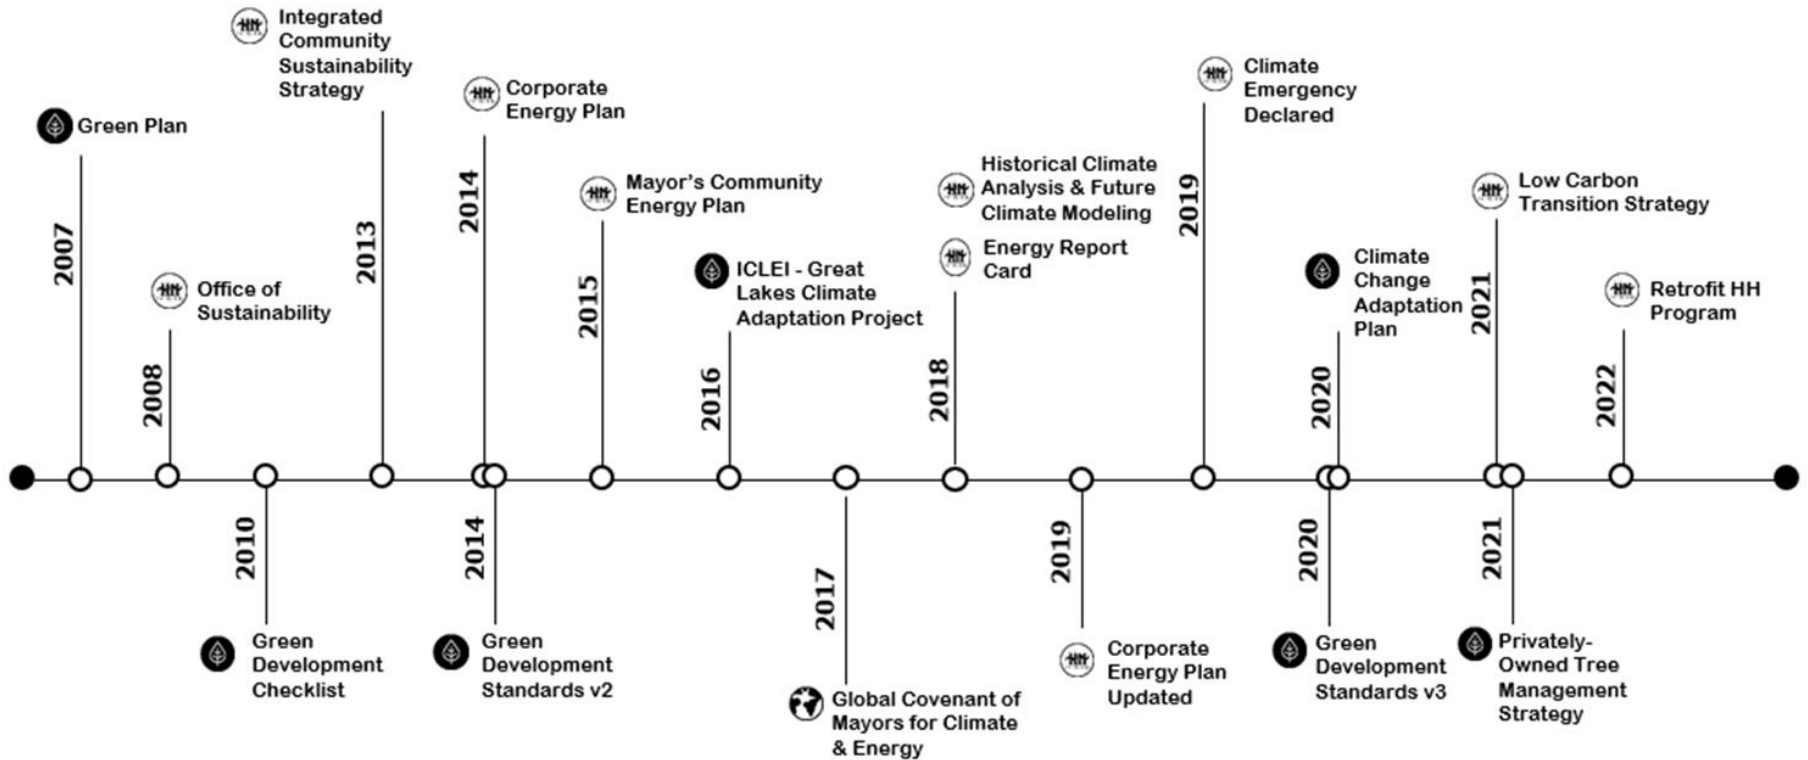 Green Plan
2007
Office of
Sustainability
2008
Green
Development
Checklist
2010
Integrated
Community
Sustainability
Strategy
2013
Corporate
Energy Plan
2014
Green
Development
Standards v2
2014
Mayor's Community
Energy Plan
2015
ICLEI - Great
Lakes Climate
Adaptation Project
2016
Global Covenant of
Mayors for Climate
& Energy
2017
Historical Climate
Analysis & Future
Climate Modeling
Energy Report
Card
2018
Corporate
Energy Plan
Updated
2019
Climate
Emergency
Declared
2019
Green
Development
Standards v3
2020
Climate
Change
Adaptation
Plan
2020
Low Carbon
Transition Strategy
2021
Privately-
Owned Tree
Management
Strategy
2021
Retrofit HH
Program
2022